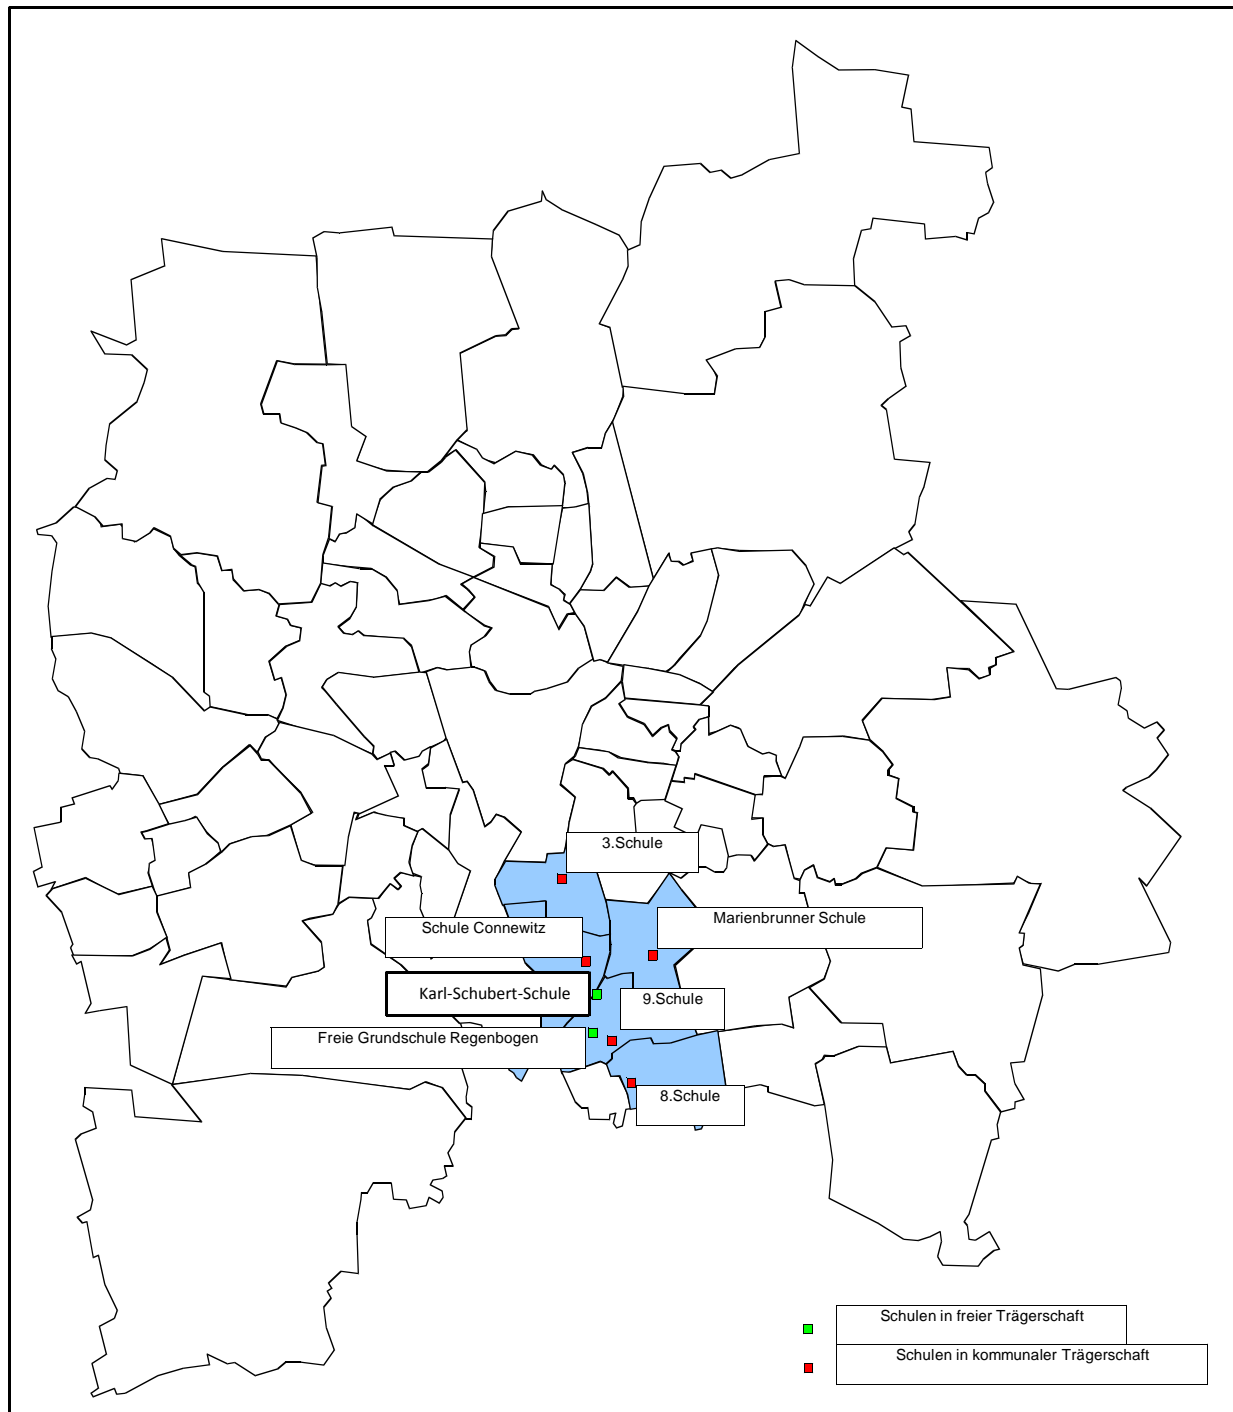 3.Schule
Marienbrunner Schule
Schule Connewitz
Karl-Schubert-Schule
9.Schule
Freie Grundschule Regenbogen
8.Schule
Schulen in freier Trägerschaft
Schulen in kommunaler Trägerschaft